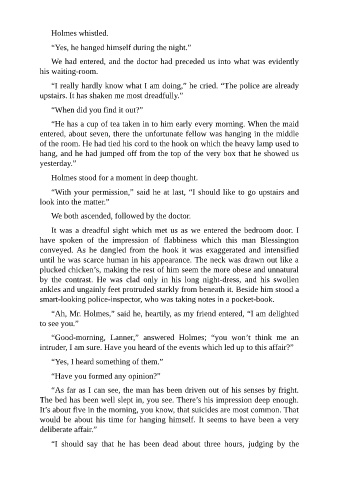 Holmes whistled.
“Yes, he hanged himself during the night.”
We had entered, and the doctor had preceded us into what was evidently
his waiting-room.
“I really hardly know what I am doing,” he cried. “The police are already
upstairs. It has shaken me most dreadfully.”
“When did you find it out?”
“He has a cup of tea taken in to him early every morning. When the maid
entered, about seven, there the unfortunate fellow was hanging in the middle
of the room. He had tied his cord to the hook on which the heavy lamp used to
hang, and he had jumped off from the top of the very box that he showed us
yesterday.”
Holmes stood for a moment in deep thought.
“With your permission,” said he at last, “I should like to go upstairs and
look into the matter.”
We both ascended, followed by the doctor.
It was a dreadful sight which met us as we entered the bedroom door. I
have spoken of the impression of flabbiness which this man Blessington
conveyed. As he dangled from the hook it was exaggerated and intensified
until he was scarce human in his appearance. The neck was drawn out like a
plucked chicken’s, making the rest of him seem the more obese and unnatural
by the contrast. He was clad only in his long night-dress, and his swollen
ankles and ungainly feet protruded starkly from beneath it. Beside him stood a
smart-looking police-inspector, who was taking notes in a pocket-book.
“Ah, Mr. Holmes,” said he, heartily, as my friend entered, “I am delighted
to see you.”
“Good-morning, Lanner,” answered Holmes; “you won’t think me an
intruder, I am sure. Have you heard of the events which led up to this affair?”
“Yes, I heard something of them.”
“Have you formed any opinion?”
“As far as I can see, the man has been driven out of his senses by fright.
The bed has been well slept in, you see. There’s his impression deep enough.
It’s about five in the morning, you know, that suicides are most common. That
would be about his time for hanging himself. It seems to have been a very
deliberate affair.”
“I should say that he has been dead about three hours, judging by the